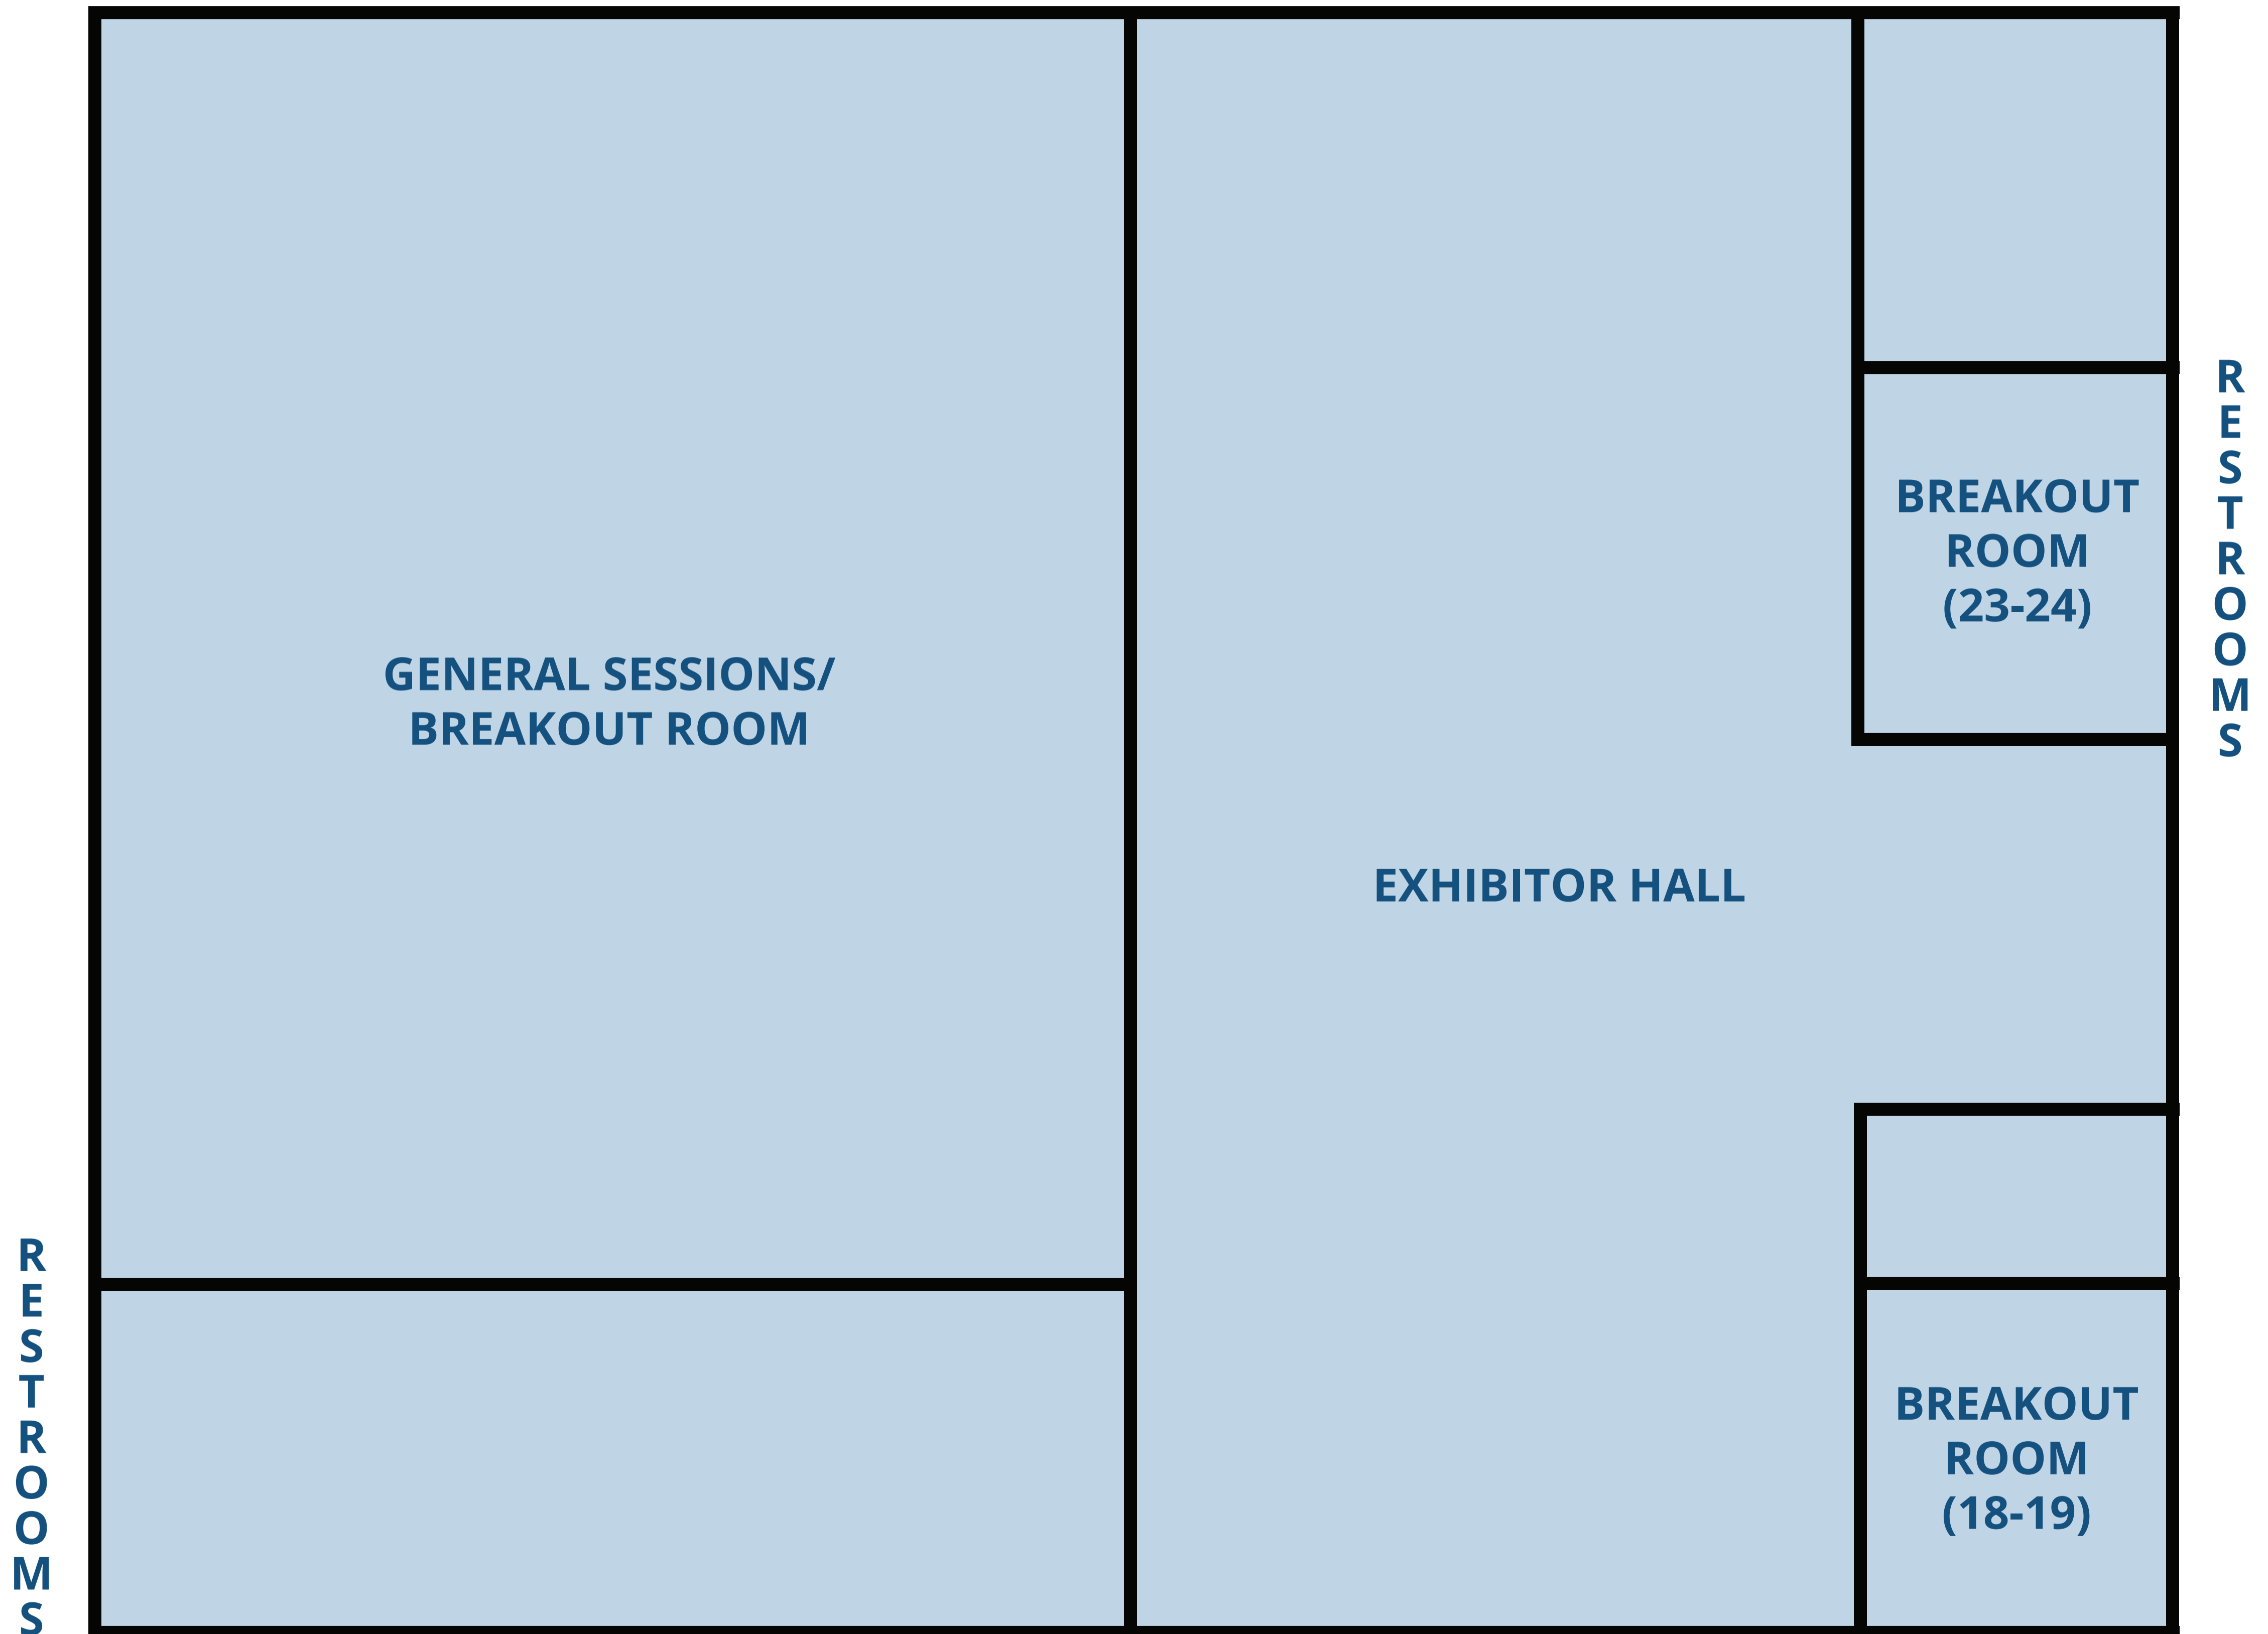 GENERAL SESSIONS/
BREAKOUT ROOM
EXHIBITOR HALL
BREAKOUT
ROOM
(23-24)
BREAKOUT
ROOM
(18-19)
RESTROOMS
RESTROOMS